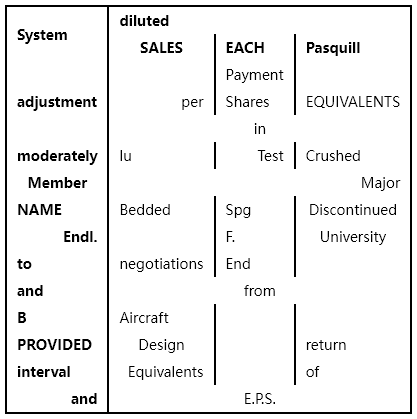 System diluted
SALES EACH Pasquill
Payment
adjustment per Shares EQUIVALENTS
in
moderately lu Test Crushed
Member Major
NAME Bedded Spg Discontinued
Endl. F. University
to negotiations End
and from
B Aircraft
PROVIDED Design return
interval Equivalents of
and E.P.S.